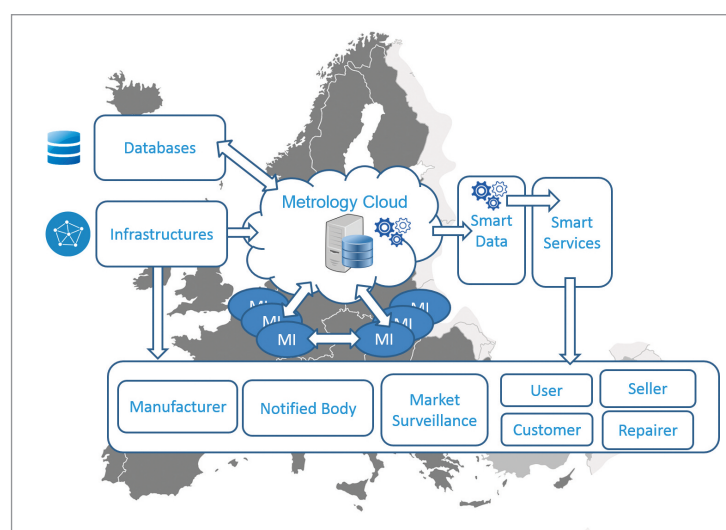 Databases
Metrology Cloud
Infrastructures
Smart
Data
Smart
Services
MI
MI
MI
MI
MI
MI
Manufacturer
Notified Body
Market
Surveillance
User
Seller
Customer
Repairer